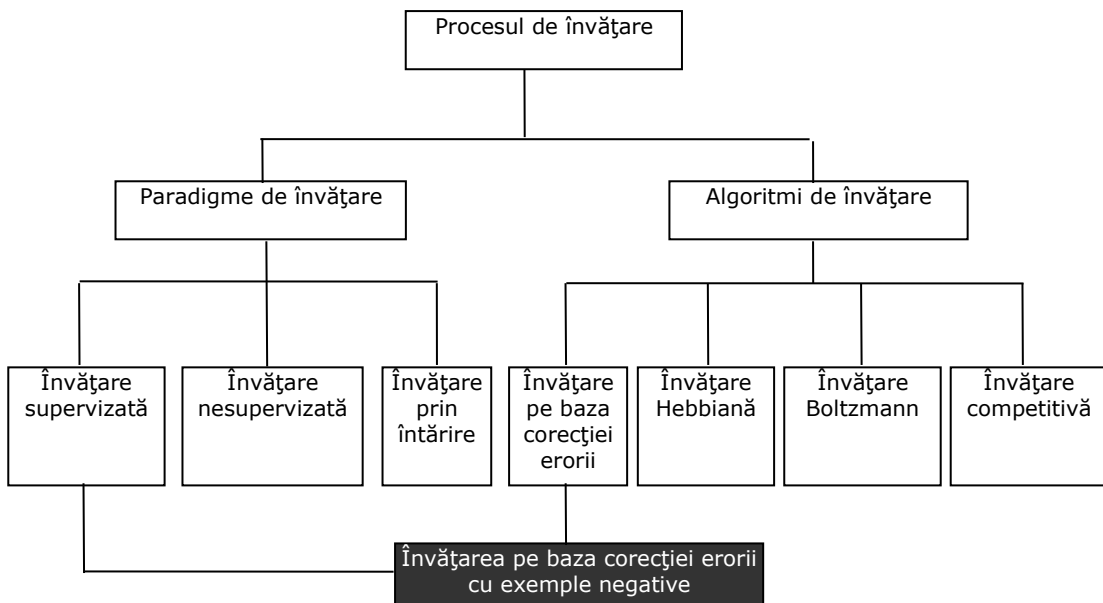 Procesul de învăţare
Paradigme de învăţare
Algoritmi de învăţare
Învăţare
supervizată
Învăţare
nesupervizată
Învăţare
prin
întărire
Învăţare
pe baza
corecţiei
erorii
Învăţare
Hebbiană
Învăţare
Boltzmann
Învăţare
competitivă
Învăţarea pe baza corecţiei erorii
cu exemple negative